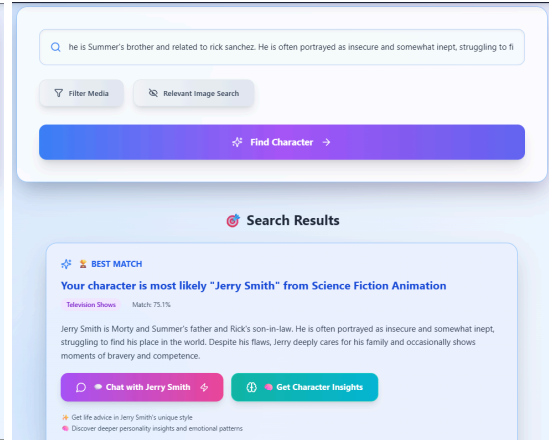 he is Summer's brother and related to rick sanchez. He is often portrayed as insecure and somewhat inept, struggling to fi
Filter Media
Relevant Image Search
Find Character →
Search Results
BEST MATCH
Your character is most likely "Jerry Smith" from Science Fiction Animation
Television Shows
Match: 75.1%
Jerry Smith is Morty and Summer's father and Rick's son-in-law. He is often portrayed as insecure and somewhat inept,
struggling to find his place in the world. Despite his flaws, Jerry deeply cares for his family and occasionally shows
moments of bravery and competence.
Chat with Jerry Smith
Get Character Insights
Get life advice in Jerry Smith's unique style
Discover deeper personality insights and emotional patterns